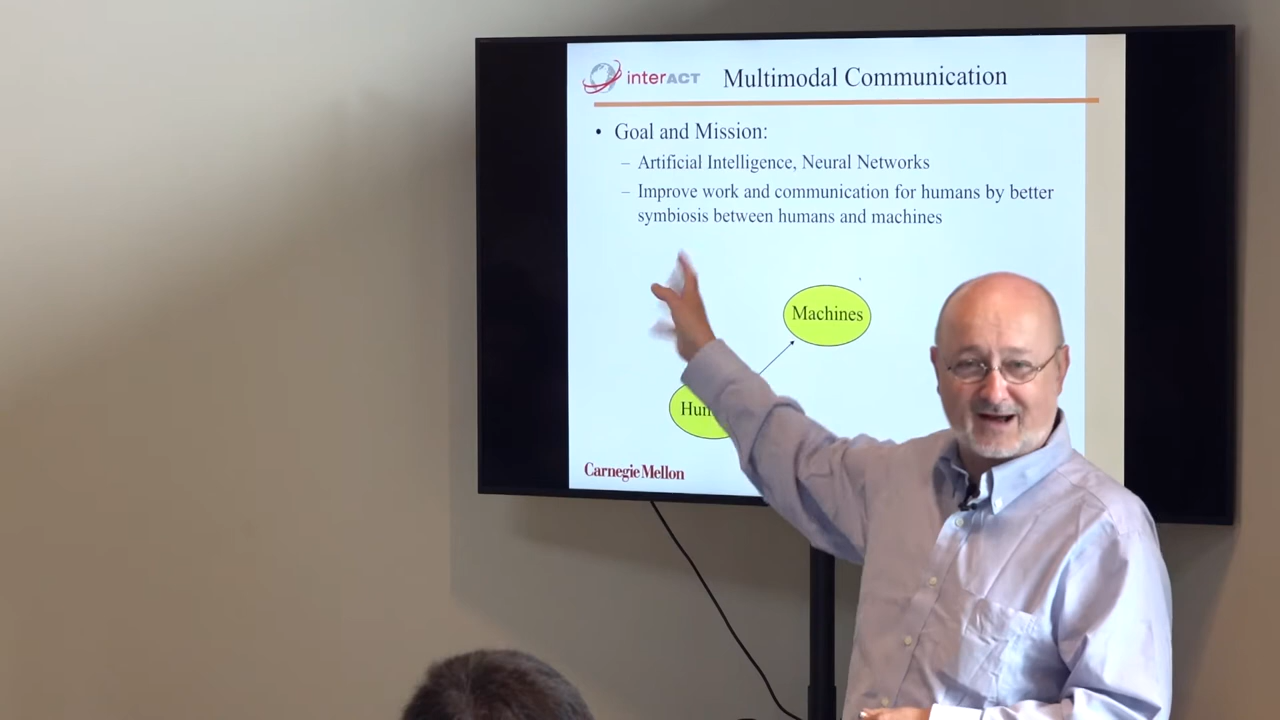 interACT Multimodal Communication
• Goal and Mission:
– Artificial Intelligence, Neural Networks
– Improve work and communication for humans by better
symbiosis between humans and machines
Machines
Carnegie Mellon